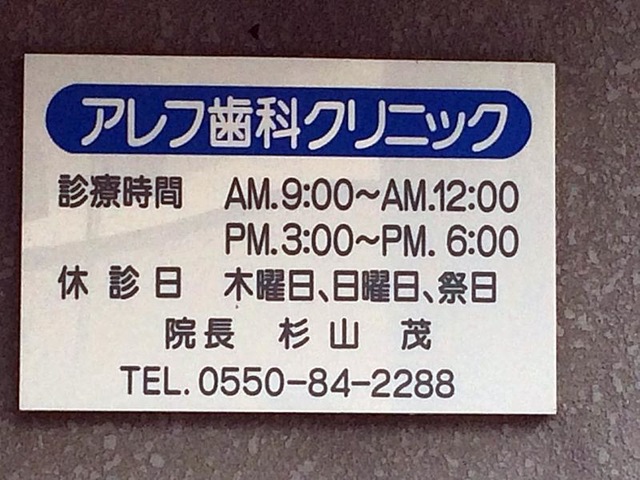 アレフ歯科クリニック
診療時間 AM.9:00〜AM.12:00
PM.3:00〜PM. 6:00
休診日 木曜日、日曜日、祭日
院長 杉山 茂
TEL.0550-84-2288